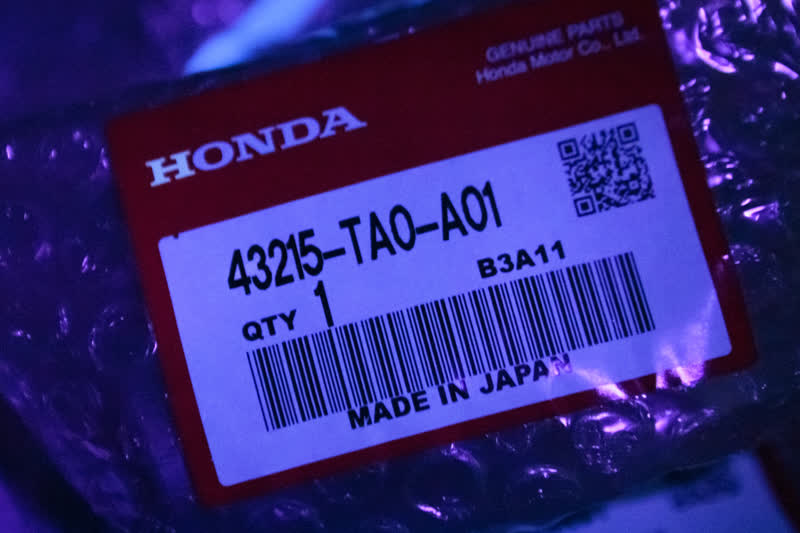 GENUINE PARTS
Honda Motor Co., Ltd.
HONDA
43215-TA0-A01
B3A11
QTY 1
MADE IN JAPAN